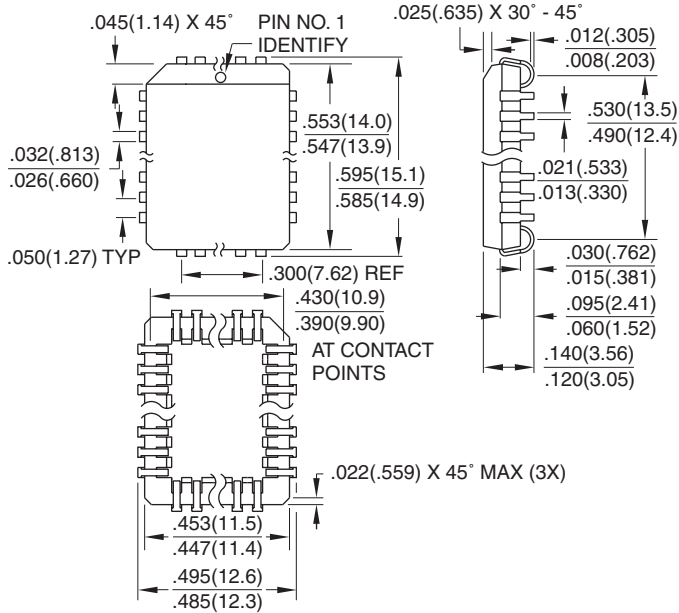 .045(1.14) X 45°
PIN NO. 1
IDENTIFY
.025(.635) X 30° - 45°
.012(.305)
.008(.203)
.553(14.0)
.547(13.9)
.530(13.5)
.490(12.4)
.032(.813)
.026(.660)
.595(15.1)
.585(14.9)
.021(.533)
.013(.330)
.050(1.27) TYP
.300(7.62) REF
.030(.762)
.015(.381)
.430(10.9)
.390(9.90)
AT CONTACT
POINTS
.095(2.41)
.060(1.52)
.140(3.56)
.120(3.05)
.022(.559) X 45° MAX (3X)
.453(11.5)
.447(11.4)
.495(12.6)
.485(12.3)